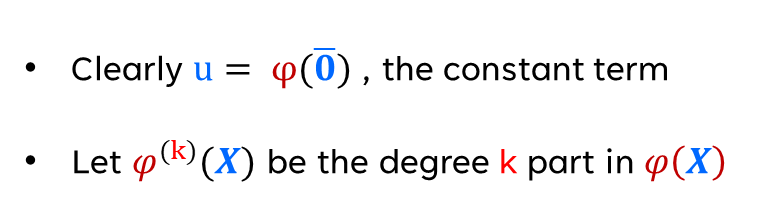 • Clearly u = φ(0̅) , the constant term
• Let φ⁽ᵏ⁾(X) be the degree k part in φ(X)